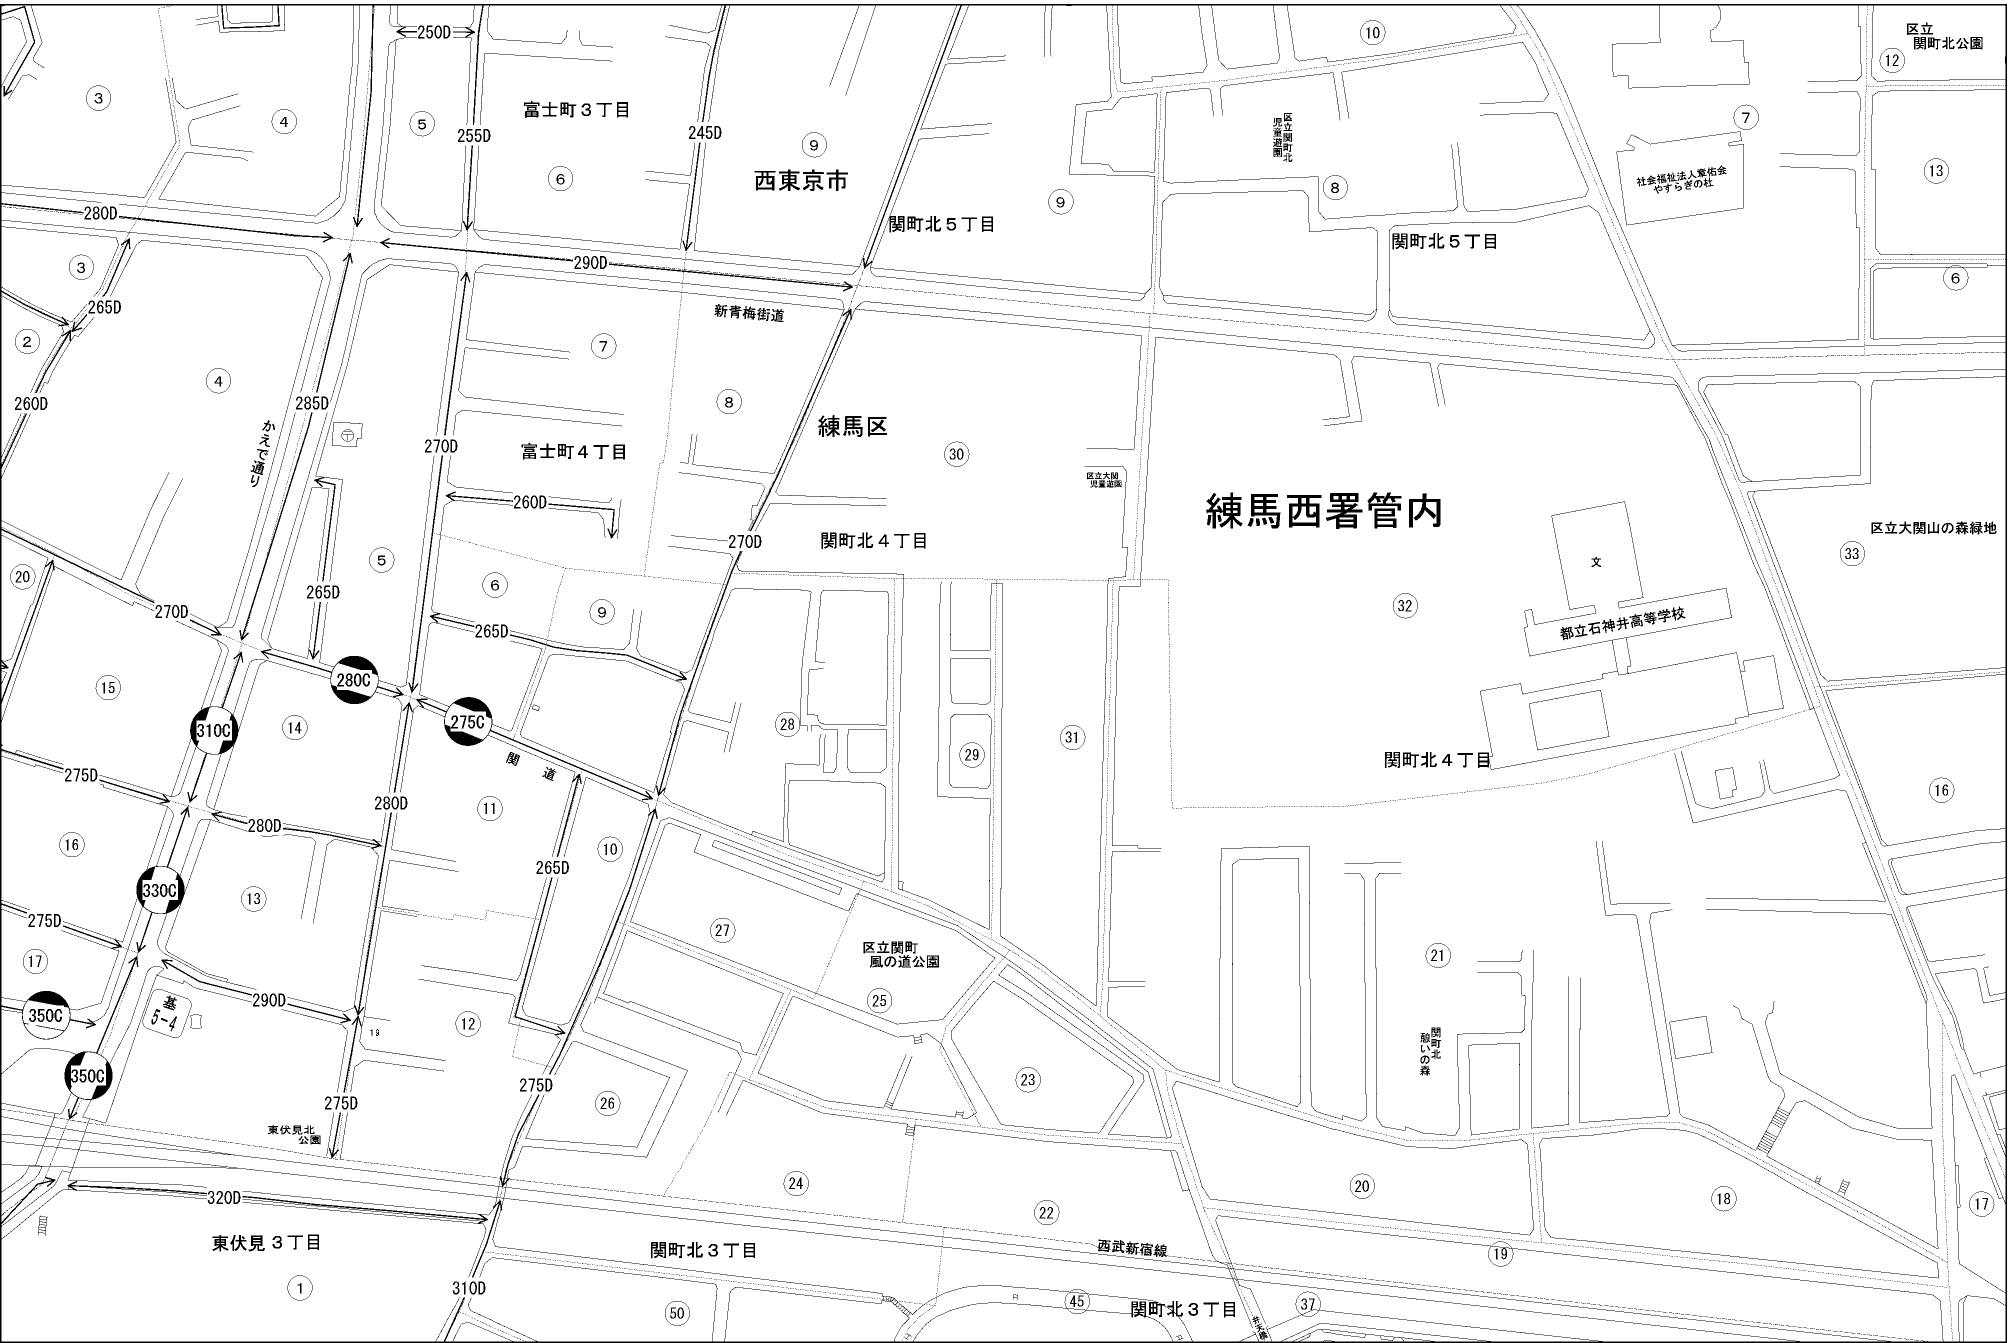 250D
10
区立
関町北公園
12
3
4
5
255D
富士町3丁目
245D
9
西東京市
6
区立関町北
児童遊園
7
社会福祉法人章佑会
やすらぎの杜
13
8
9
280D
関町北5丁目
関町北5丁目
3
265D
290D
6
新青梅街道
2
7
4
260D
285D
8
練馬区
かえで通り
〒
270D
富士町4丁目
30
区立大関
児童遊園
260D
練馬西署管内
区立大関山の森緑地
33
270D
関町北4丁目
文
5
20
265D
6
9
32
都立石神井高等学校
270D
265D
15
280C
14
310C
275C
28
31
29
関道
関町北4丁目
275D
280D
11
16
280D
16
10
265D
330C
13
275D
27
区立関町
風の道公園
21
17
290D
基
5-4
25
350C
12
19
関町北
憩いの森
350C
275D
23
275D
26
東伏見北
公園
24
20
18
320D
22
17
東伏見3丁目
関町北3丁目
西武新宿線
19
1
310D
45
関町北3丁目
37
50
弁天橋